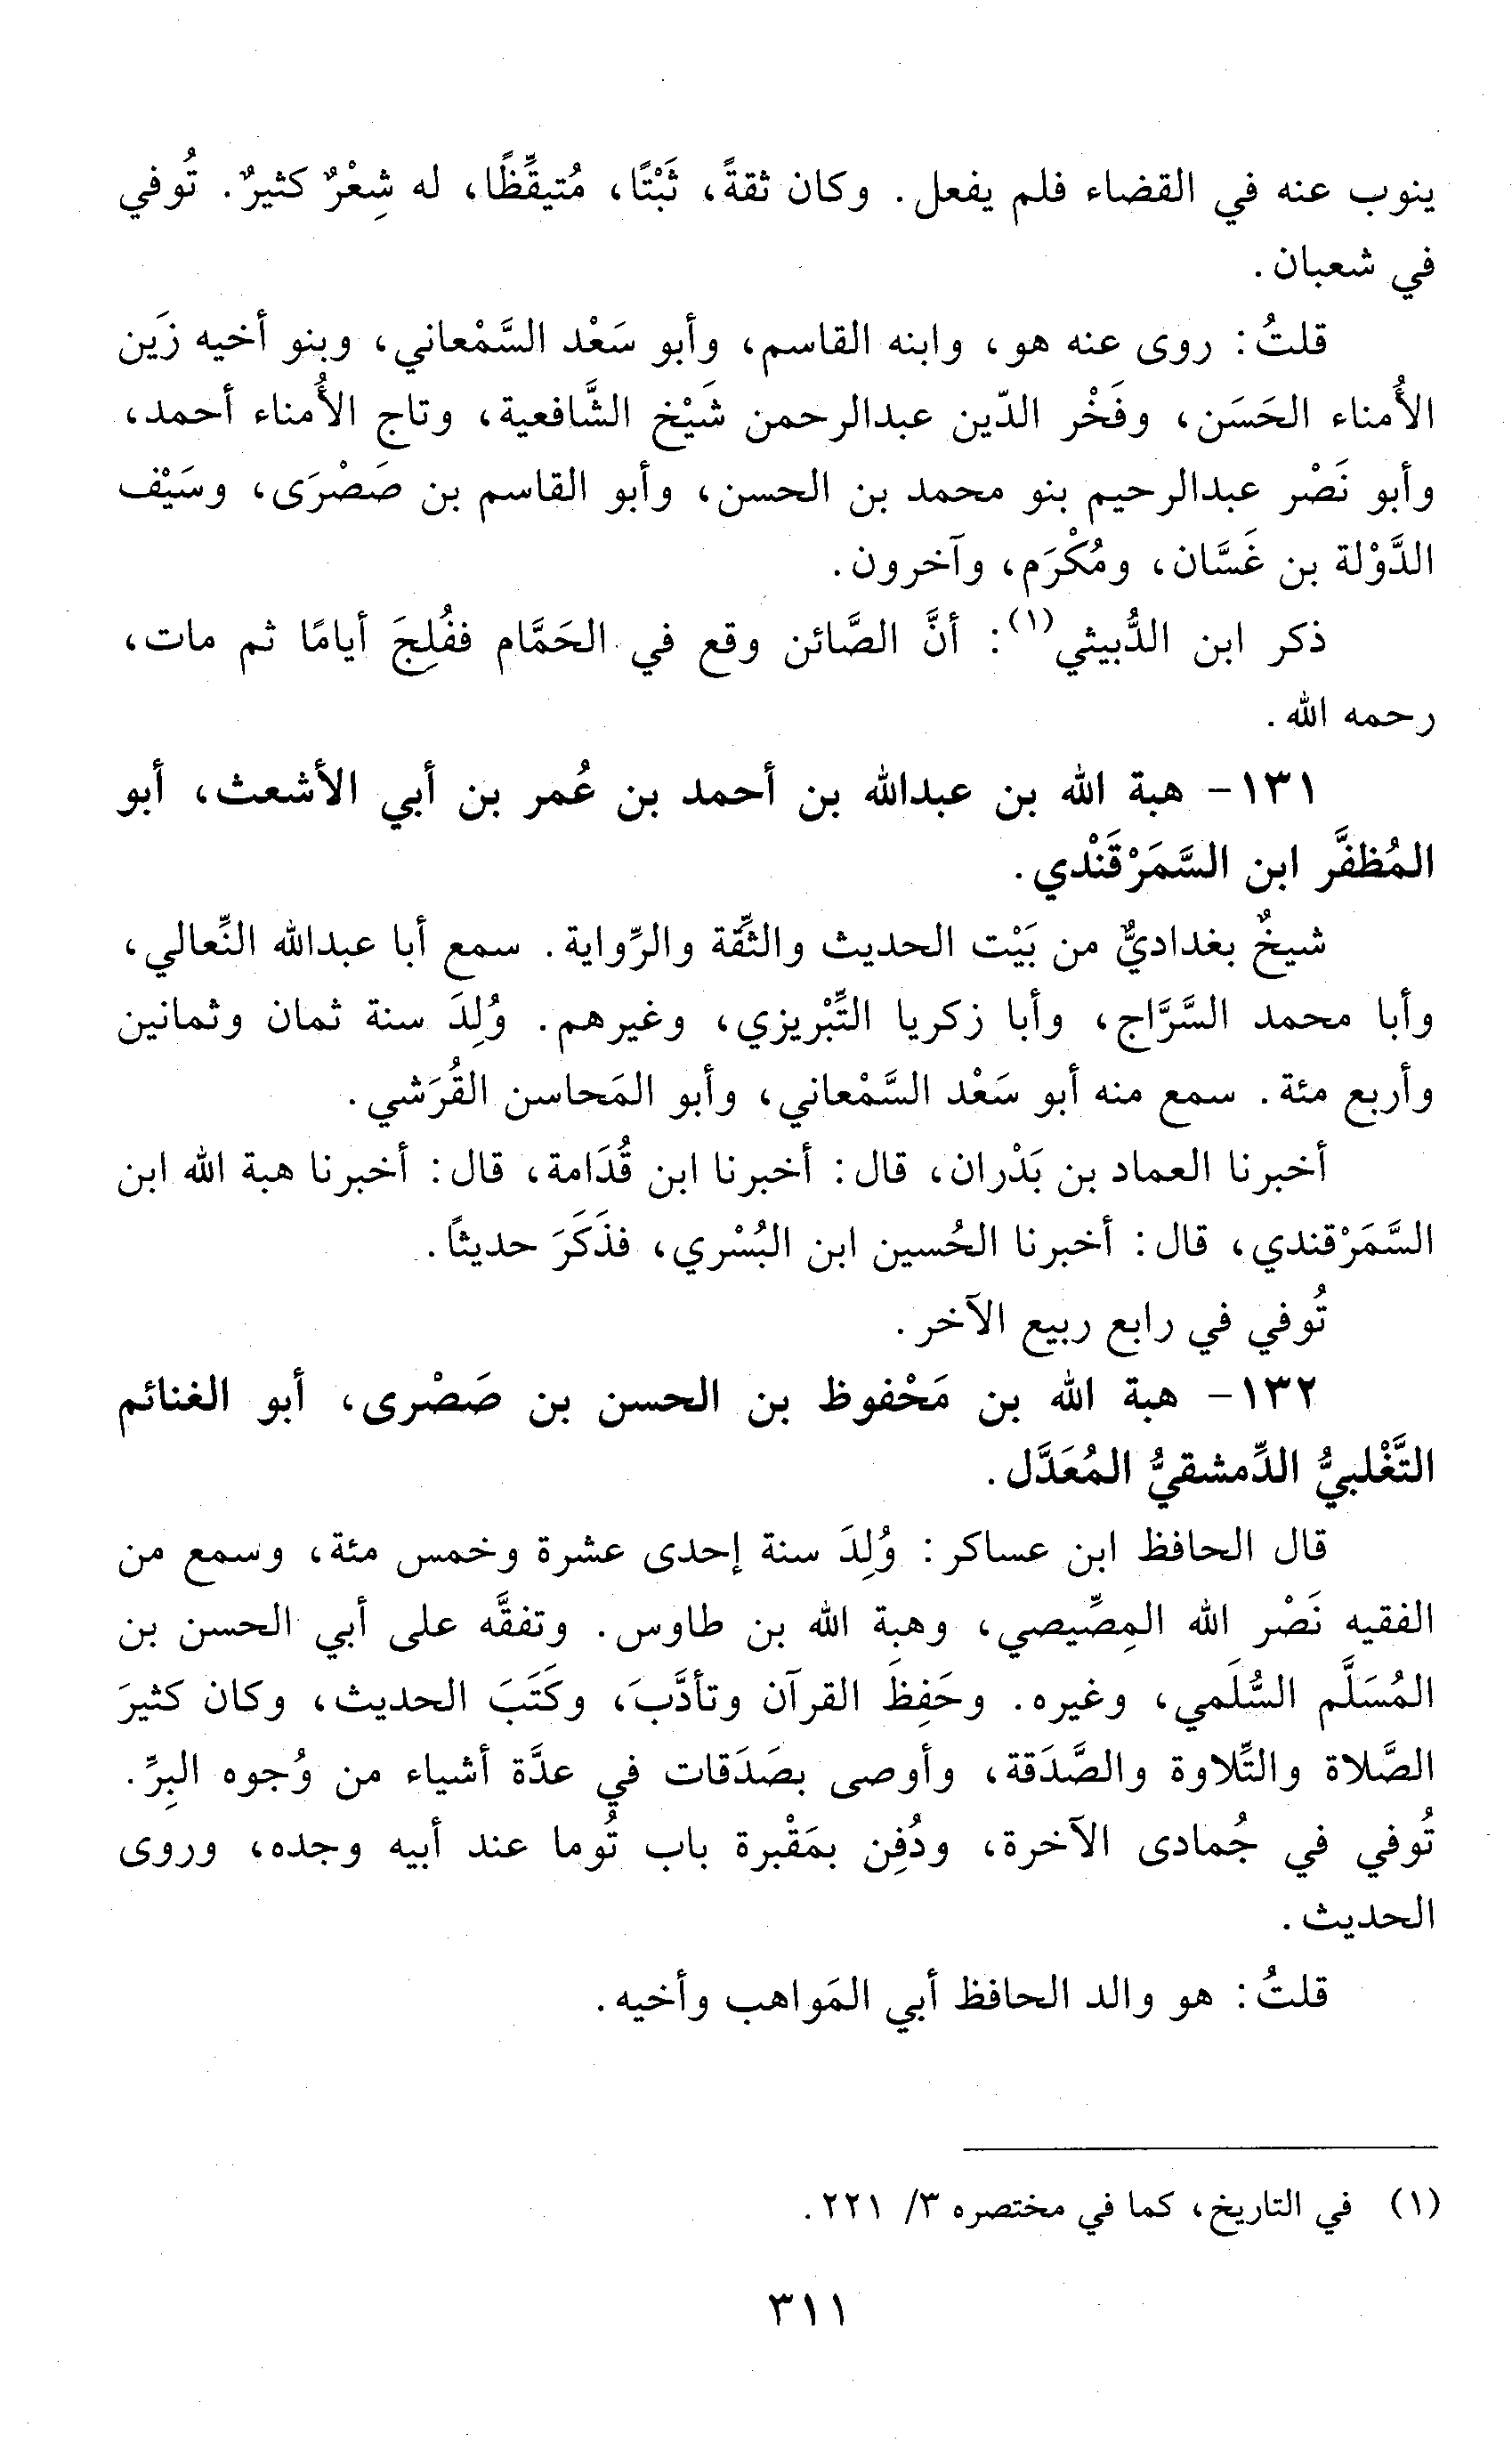 ينوب عنه في القضاء فلم يفعل. وكان ثقةً، ثَبْتًا، مُتيقِّظًا، له شِعْرٌ كثيرٌ. تُوفي
في شعبان.
قلتُ: روى عنه هو، وابنه القاسم، وأبو سَعْد السَّمْعاني، وبنو أخيه زَين
الأُمناء الحَسَن، وفَخْر الدّين عبدالرحمن شَيْخ الشَّافعية، وتاج الأُمناء أحمد،
وأبو نَصْر عبدالرحيم بنو محمد بن الحسن، وأبو القاسم بن صَصْرَى، وسَيْف
الدَّوْلة بن غَسَّان، ومُكْرَم، وآخرون.
ذكر ابن الدُّبيثي(١): أنَّ الصَّائن وقع في الحَمَّام ففُلِجَ أيامًا ثم مات،
رحمه الله.
١٣١- هبة الله بن عبدالله بن أحمد بن عُمر بن أبي الأشعث، أبو
المُظفَّر ابن السَّمَرْقَنْدي.
شيخٌ بغداديٌّ من بَيْت الحديث والثِّقة والرِّواية. سمع أبا عبدالله النِّعالي،
وأبا محمد السَّرَّاج، وأبا زكريا التِّبْريزي، وغيرهم. وُلِدَ سنة ثمان وثمانين
وأربع مئة. سمع منه أبو سَعْد السَّمْعاني، وأبو المَحاسن القُرَشي.
أخبرنا العماد بن بَدْران، قال: أخبرنا ابن قُدَامة، قال: أخبرنا هبة الله ابن
السَّمَرْقندي، قال: أخبرنا الحُسين ابن البُسْري، فذَكَرَ حديثًا.
تُوفي في رابع ربيع الآخر.
١٣٢- هبة الله بن مَحْفوظ بن الحسن بن صَصْرى، أبو الغنائم
التَّغْلبيُّ الدِّمشقيُّ المُعَدَّل.
قال الحافظ ابن عساكر: وُلِدَ سنة إحدى عشرة وخمس مئة، وسمع من
الفقيه نَصْر الله المِصِّيصي، وهبة الله بن طاوس. وتفقَّه على أبي الحسن بن
المُسَلَّم السُّلَمي، وغيره. وحَفِظَ القرآن وتأدَّبَ، وكَتَبَ الحديث، وكان كثيرَ
الصَّلاة والتِّلاوة والصَّدَقة، وأوصى بصَدَقات في عدَّة أشياء من وُجوه البِرِّ.
تُوفي في جُمادى الآخرة، ودُفِن بمَقْبرة باب تُوما عند أبيه وجده، وروى
الحديث.
قلتُ: هو والد الحافظ أبي المَواهب وأخيه.
(١) في التاريخ، كما في مختصره ٣/ ٢٢١.
٣١١